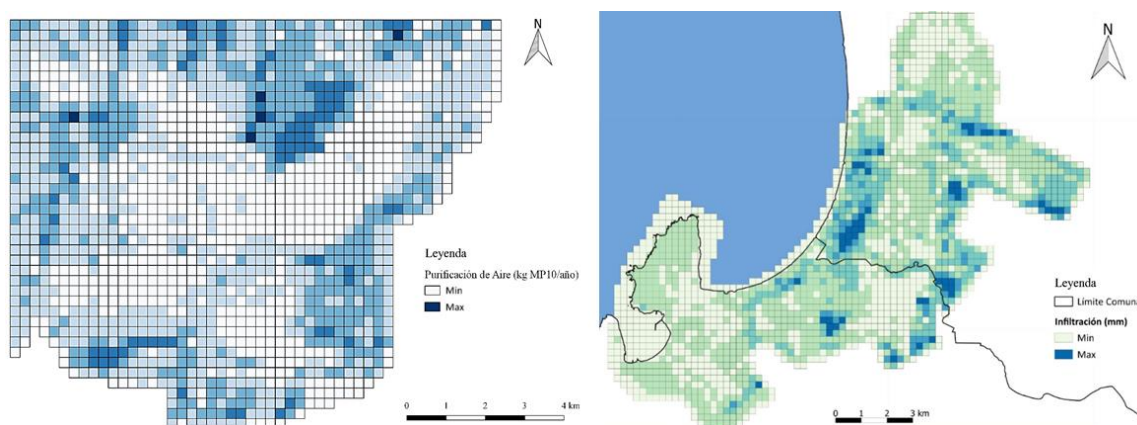 N
Leyenda
Purificación de Aire (kg MP10/año)
Min
Max
0 1 2 3 4 km
N
Leyenda
Límite Comuna
Infiltración (mm)
Min
Max
0 1 2 3 km